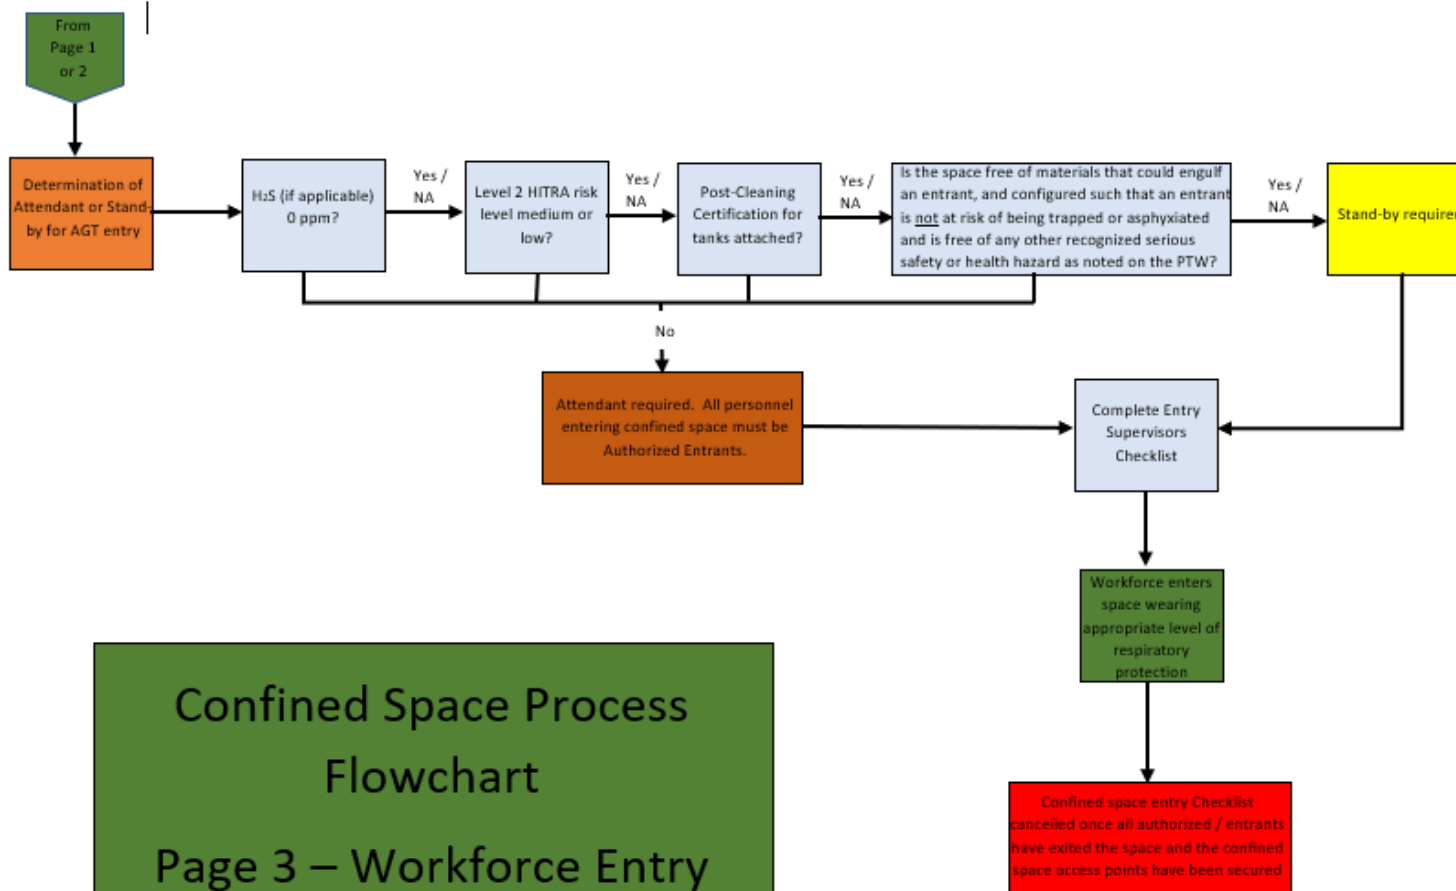 From
Page 1
or 2
Determination of
Attendant or Stand-
by for AGT entry
H₂S (if applicable)
0 ppm?
Yes /
NA
Level 2 HITRA risk
level medium or
low?
Yes /
NA
Post-Cleaning
Certification for
tanks attached?
Yes /
NA
Is the space free of materials that could engulf
an entrant, and configured such that an entrant
is not at risk of being trapped or asphyxiated
and is free of any other recognized serious
safety or health hazard as noted on the PTW?
Yes /
NA
Stand-by required
No
Attendant required. All personnel
entering confined space must be
Authorized Entrants.
Complete Entry
Supervisors
Checklist
Workforce enters
space wearing
appropriate level of
respiratory
protection
Confined space entry Checklist
cancelled once all authorized / entrants
have exited the space and the confined
space access points have been secured
Confined Space Process
Flowchart
Page 3 – Workforce Entry